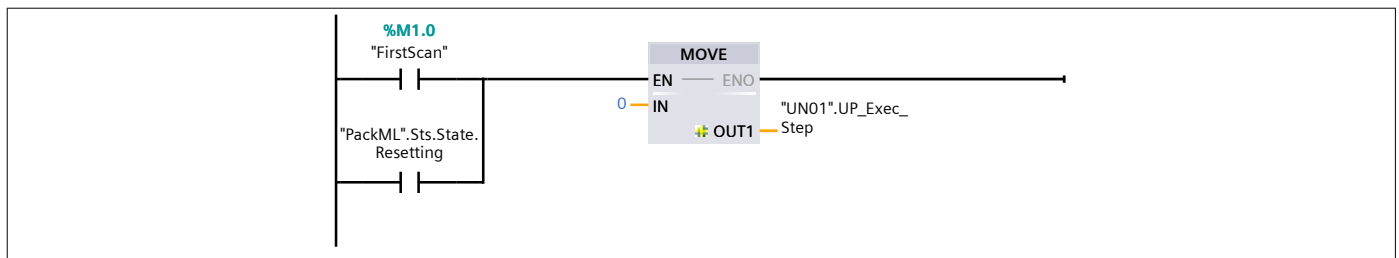 %M1.0
"FirstScan"
MOVE
EN
ENO
0
IN
"UN01".UP_Exec_
Step
OUT1
"PackML".Sts.State.
Resetting